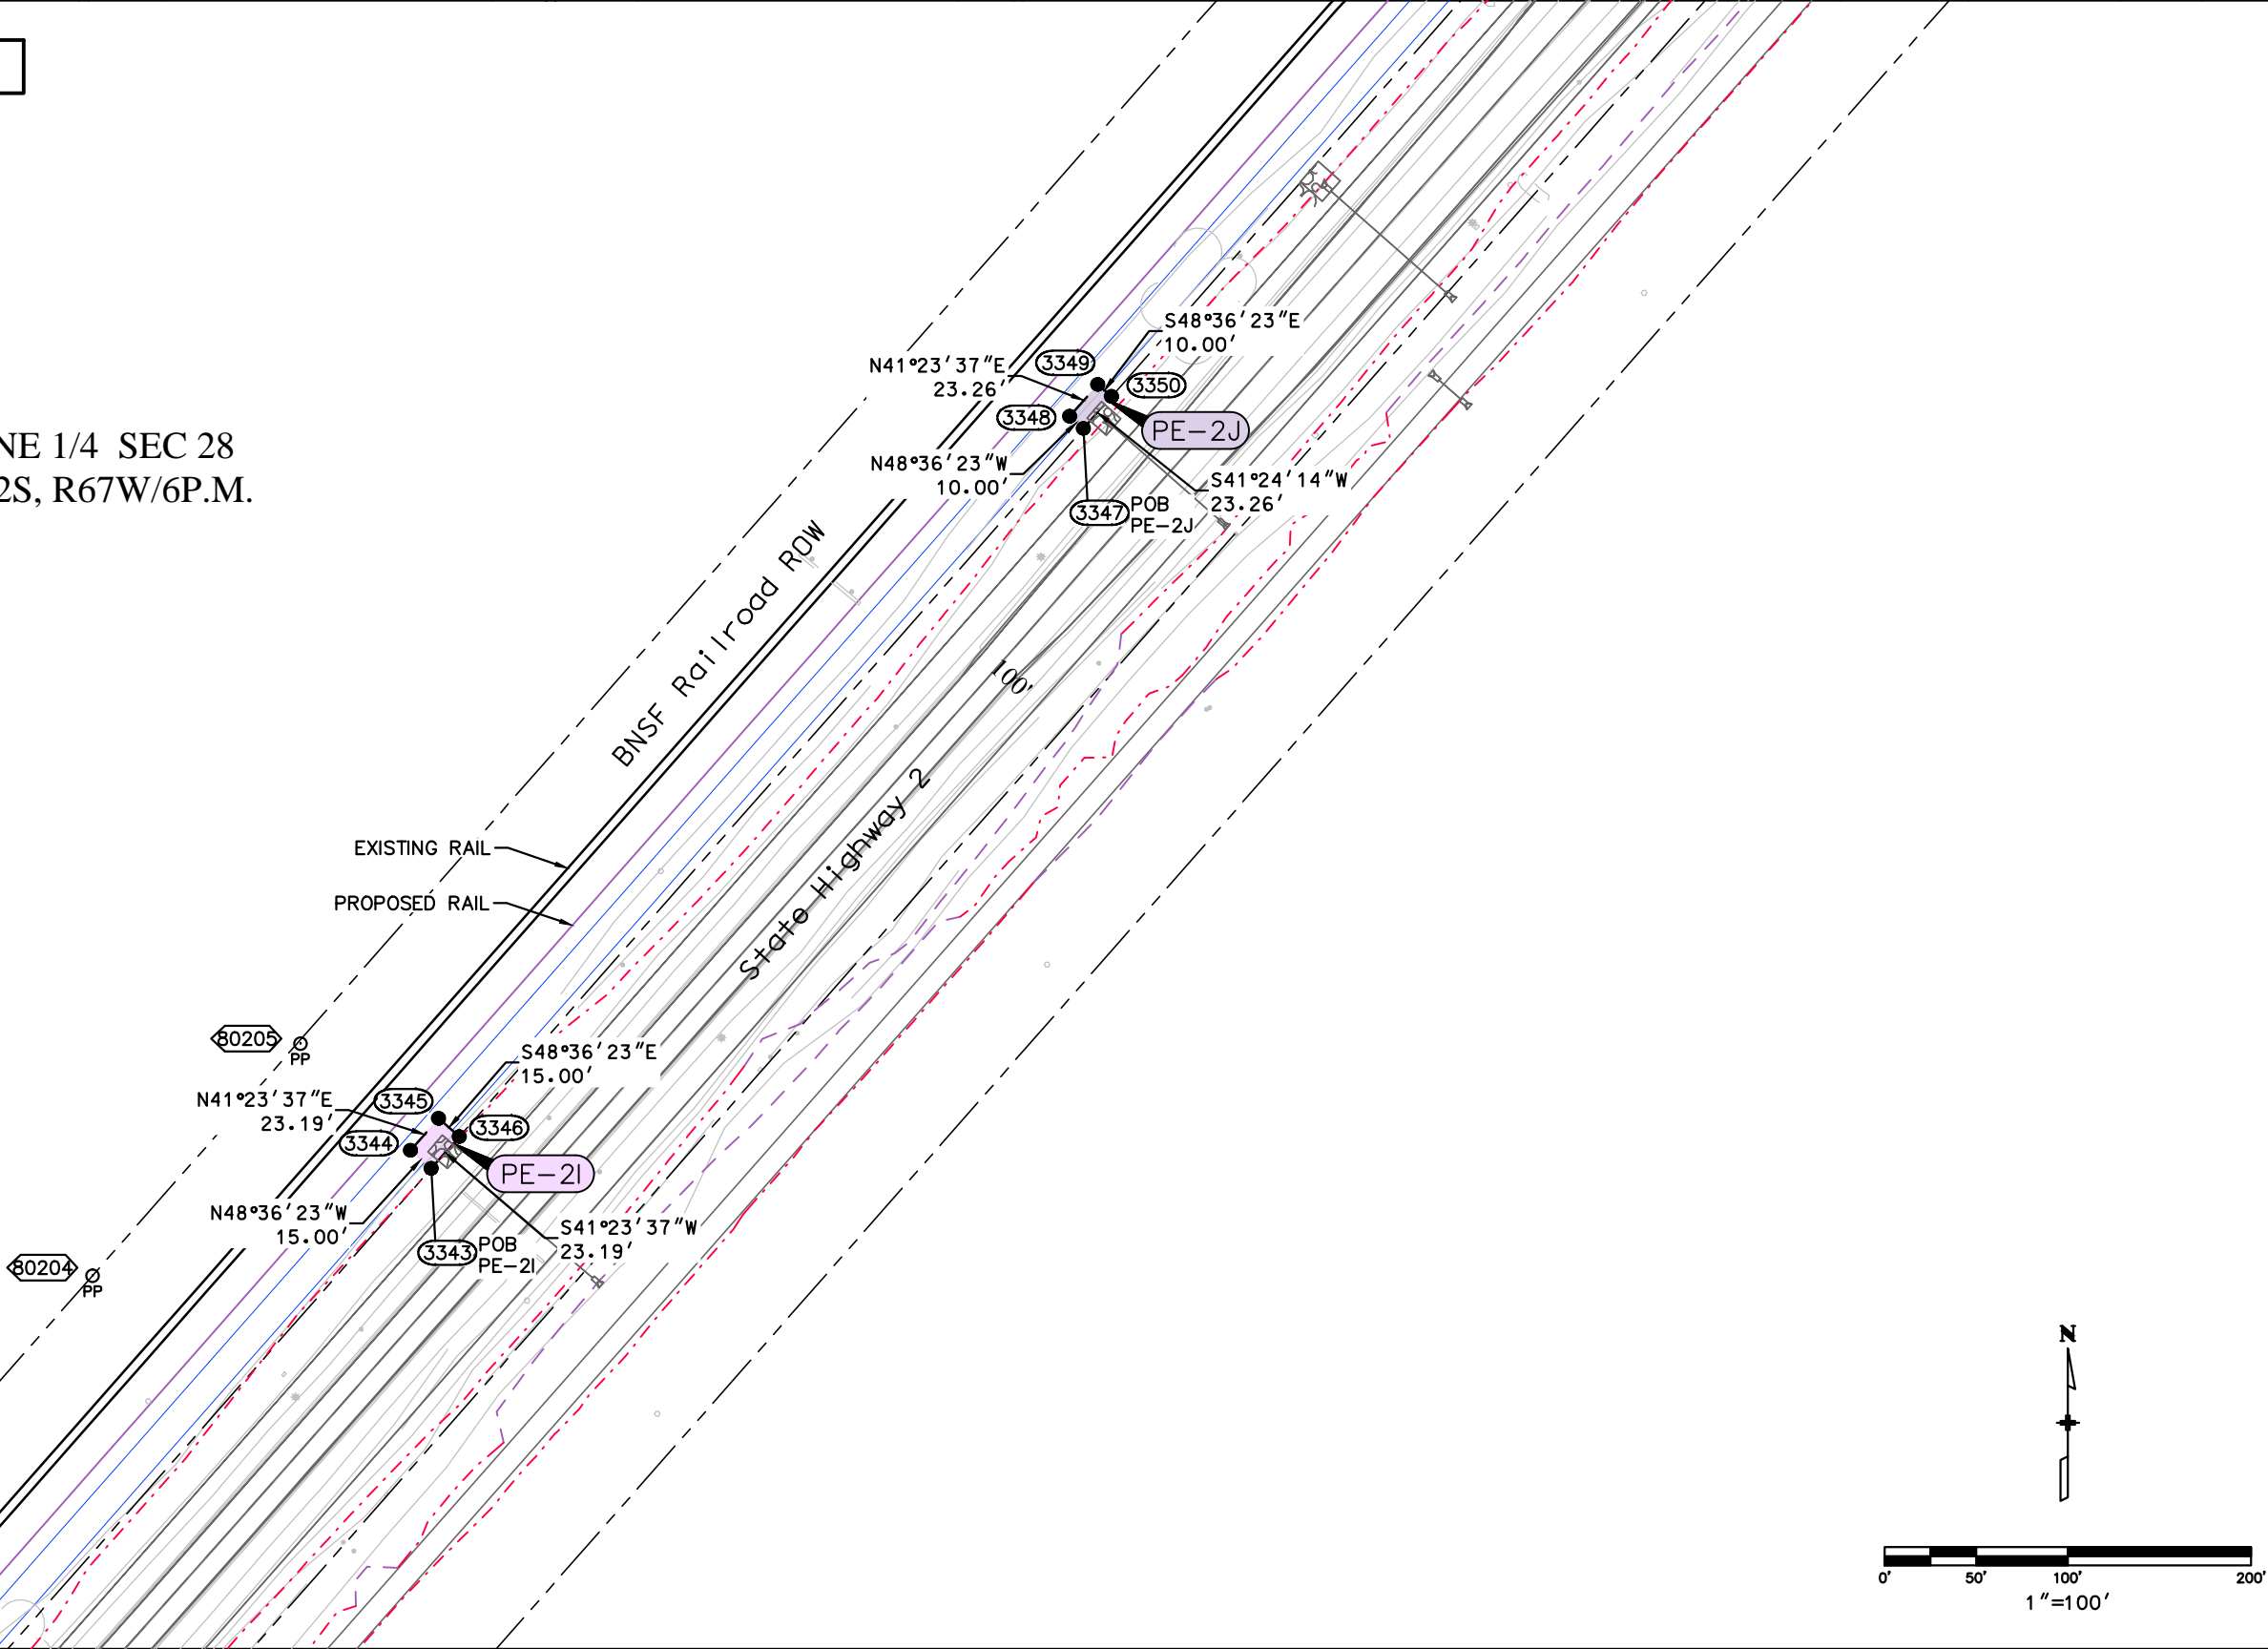 S48°36'23"E
10.00'
3349
N41°23'37"E
23.26'
3350
3348
PE-2J
N48°36'23"W
10.00'
S41°24'14"W
23.26'
3347
POB
PE-2J
NE 1/4 SEC 28
2S, R67W/6P.M.
BNSF Railroad ROW
100'
State Highway 2
EXISTING RAIL
PROPOSED RAIL
80205
PP
S48°36'23"E
15.00'
N41°23'37"E
23.19'
3345
3346
3344
PE-2I
N48°36'23"W
15.00'
S41°23'37"W
23.19'
3343
POB
PE-2I
80204
PP
N
0' 50' 100' 200'
1"=100'